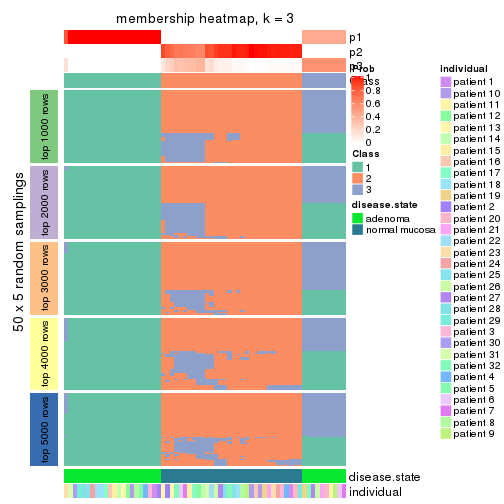 membership heatmap, k = 3
p1
p2
p3
Prob
1
0.8
0.6
0.4
0.2
0
Class
Class
1
2
3
disease.state
adenoma
normal mucosa
individual
patient 1
patient 10
patient 11
patient 12
patient 13
patient 14
patient 15
patient 16
patient 17
patient 18
patient 19
patient 2
patient 20
patient 21
patient 22
patient 23
patient 24
patient 25
patient 26
patient 27
patient 28
patient 29
patient 3
patient 30
patient 31
patient 32
patient 4
patient 5
patient 6
patient 7
patient 8
patient 9
50 x 5 random samplings
top 1000 rows
top 2000 rows
top 3000 rows
top 4000 rows
top 5000 rows
disease.state
individual